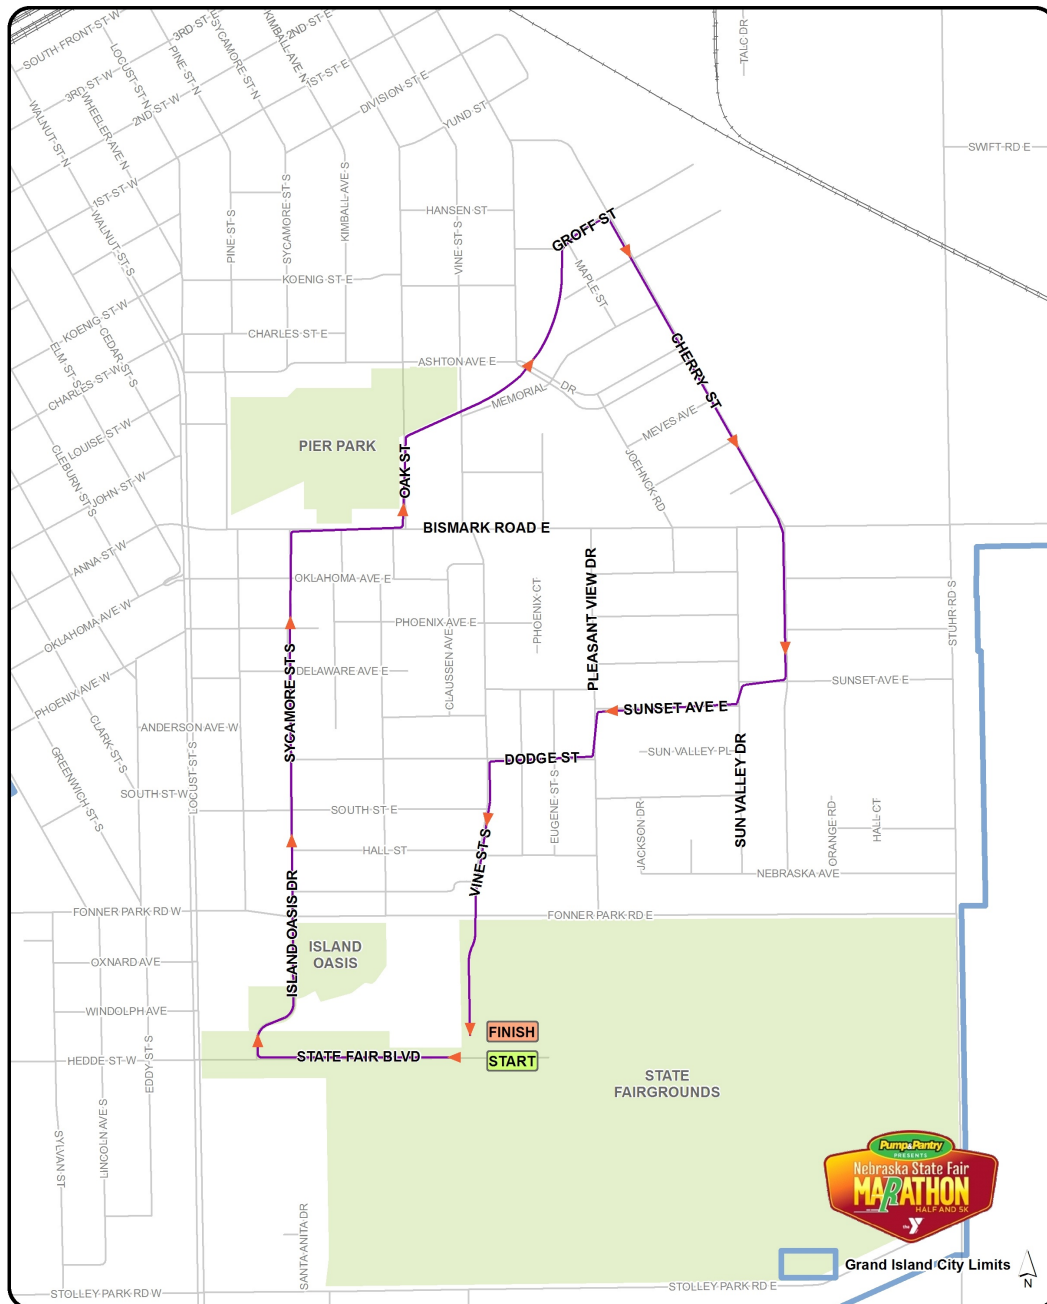 SOUTH FRONT ST W
3RD ST W
LOCUST ST N
PINE ST N
3RD ST E
SYCAMORE ST N
KIMBALL AVE N
2ND ST E
1ST ST E
2ND ST W
DIVISION ST E
YUND ST
TALC DR
SWIFT RD E
WALNUT ST N
WHEELER AVE N
1ST ST W
WALNUT ST S
PINE ST S
SYCAMORE ST S
KIMBALL AVE S
HANSEN ST
VINE ST S
GROFF ST
MAPLE ST
KOENIG ST E
KOENIG ST W
CHARLES ST E
CEDAR ST S
ELM ST S
CHARLES ST W
ASHTON AVE E
MEMORIAL DR
CHERRY ST
MEVES AVE
LOUISE ST W
PIER PARK
CLEBURN ST S
OAK ST
JOEHNCK RD
JOHN ST W
BISMARK ROAD E
ANNA ST W
OKLAHOMA AVE E
PHOENIX CT
PLEASANT VIEW DR
STUHR RD S
OKLAHOMA AVE W
PHOENIX AVE E
CLAUSSEN AVE
SYCAMORE ST S
DELAWARE AVE E
SUNSET AVE E
PHOENIX AVE W
SUNSET AVE E
CLARK ST S
ANDERSON AVE W
LOCUST ST S
GREENWICH ST S
DODGE ST
SUN VALLEY PL
SUN VALLEY DR
SOUTH ST W
SOUTH ST E
EUGENE ST S
JACKSON DR
ORANGE RD
HALL CT
HALL ST
VINE ST S
NEBRASKA AVE
ISLAND OASIS DR
FONNER PARK RD W
FONNER PARK RD E
ISLAND
OASIS
OXNARD AVE
WINDOLPH AVE
FINISH
EDDY ST S
HEDDE ST W
STATE FAIR BLVD
START
STATE
FAIRGROUNDS
SYLVAN ST
LINCOLN AVE S
Pump&Pantry
PRESENTS
Nebraska State Fair
MARATHON
HALF AND 5K
the Y
SANTA ANITA DR
Grand Island City Limits
N
STOLLEY PARK RD W
STOLLEY PARK RD E